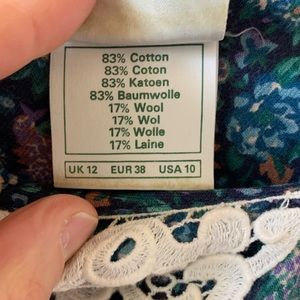 83% Cotton
83% Coton
83% Katoen
83% Baumwolle
17% Wool
17% Wol
17% Wolle
17% Laine
UK 12 EUR 38 USA 10